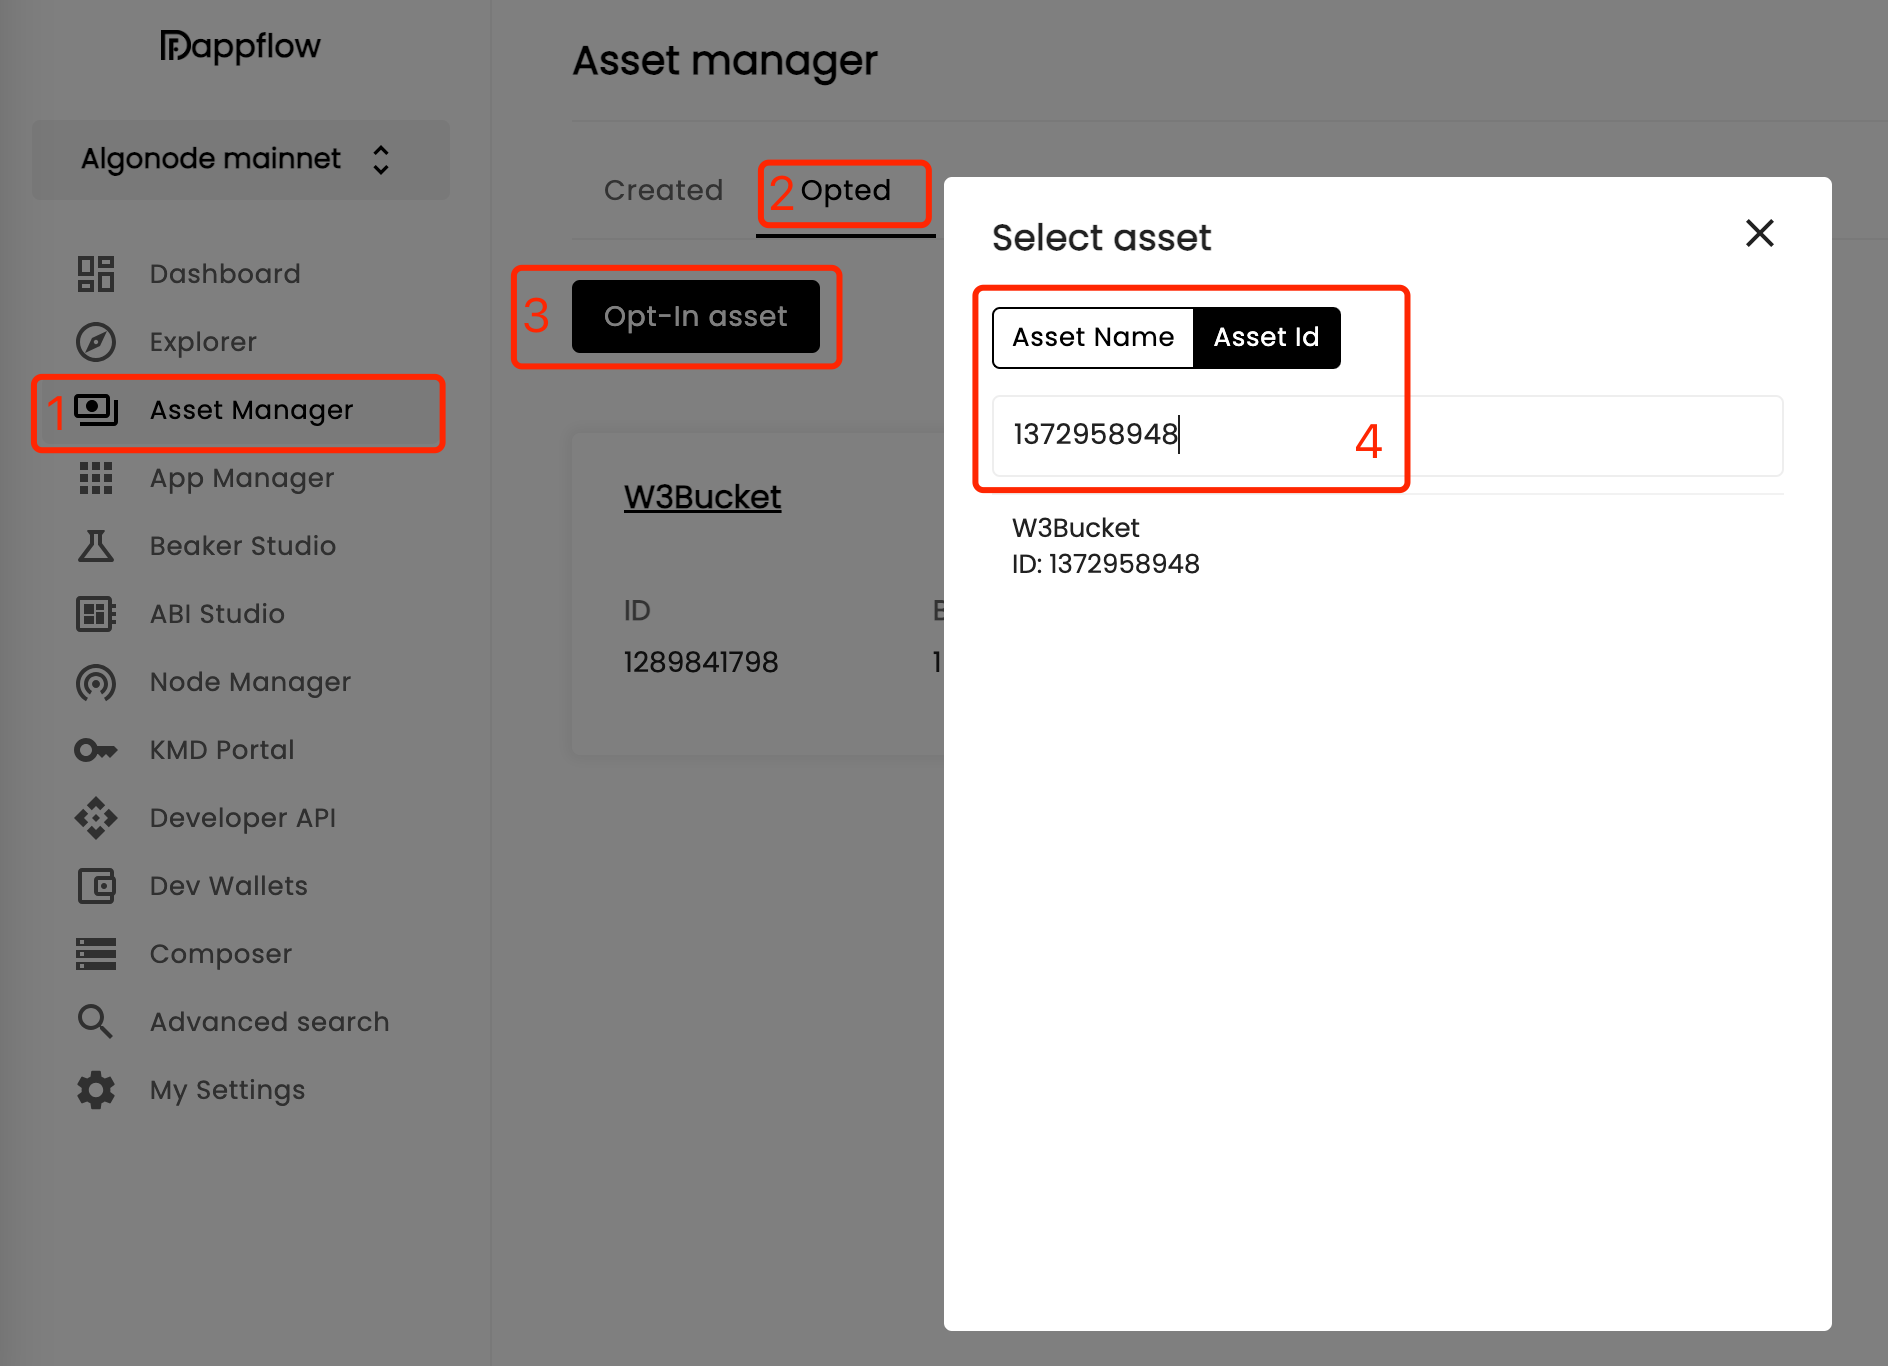 Dappflow
Algonode mainnet
Dashboard
Explorer
1 Asset Manager
App Manager
Beaker Studio
ABI Studio
Node Manager
KMD Portal
Developer API
Dev Wallets
Composer
Advanced search
My Settings
Asset manager
Created 2 Opted
3 Opt-In asset
W3Bucket
ID
1289841798
1
Select asset
Asset Name Asset Id
1372958948 4
W3Bucket
ID: 1372958948